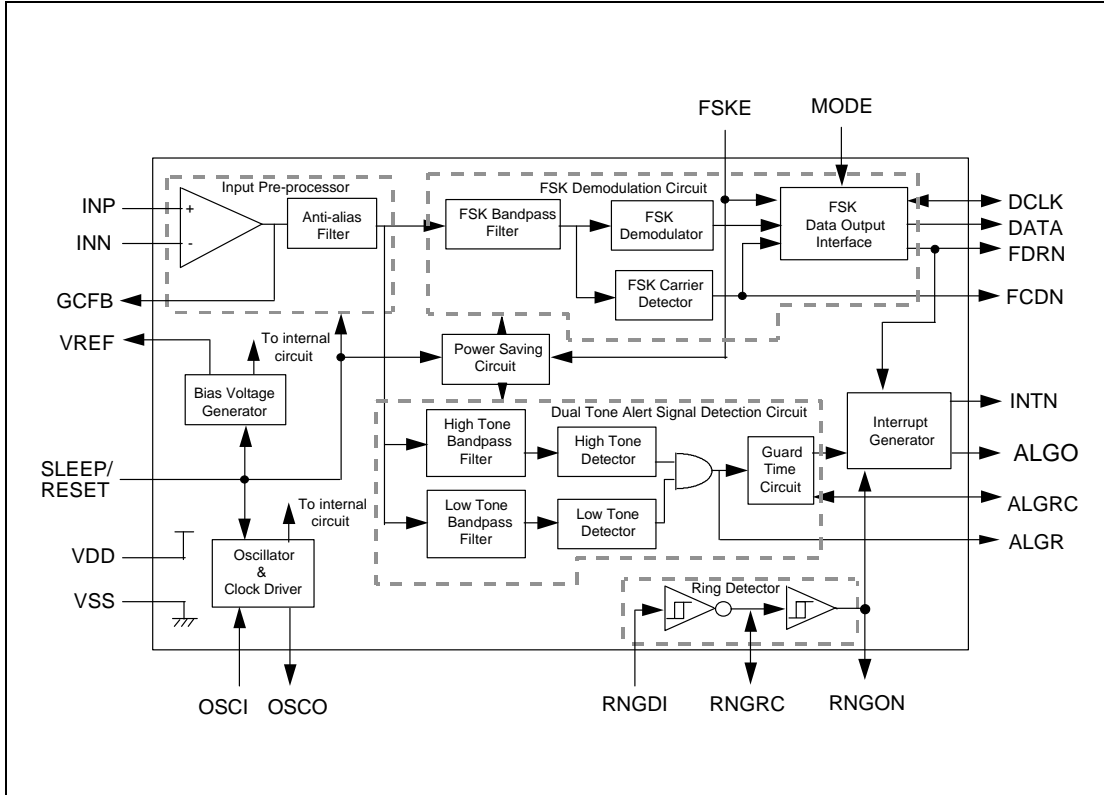 FSKE
MODE
Input Pre-processor
FSK Demodulation Circuit
INP
INN
+
-
Anti-alias
Filter
FSK Bandpass
Filter
FSK
Demodulator
FSK
Data Output
Interface
DCLK
DATA
FDRN
GCFB
FSK Carrier
Detector
FCDN
VREF
To internal
circuit
Power Saving
Circuit
Bias Voltage
Generator
Dual Tone Alert Signal Detection Circuit
High Tone
Bandpass
Filter
High Tone
Detector
Guard
Time
Circuit
Interrupt
Generator
INTN
ALGO
SLEEP/
RESET
To internal
circuit
Low Tone
Bandpass
Filter
Low Tone
Detector
ALGRC
ALGR
VDD
VSS
Oscillator
&
Clock Driver
Ring Detector
OSCI
OSCO
RNGDI
RNGRC
RNGON